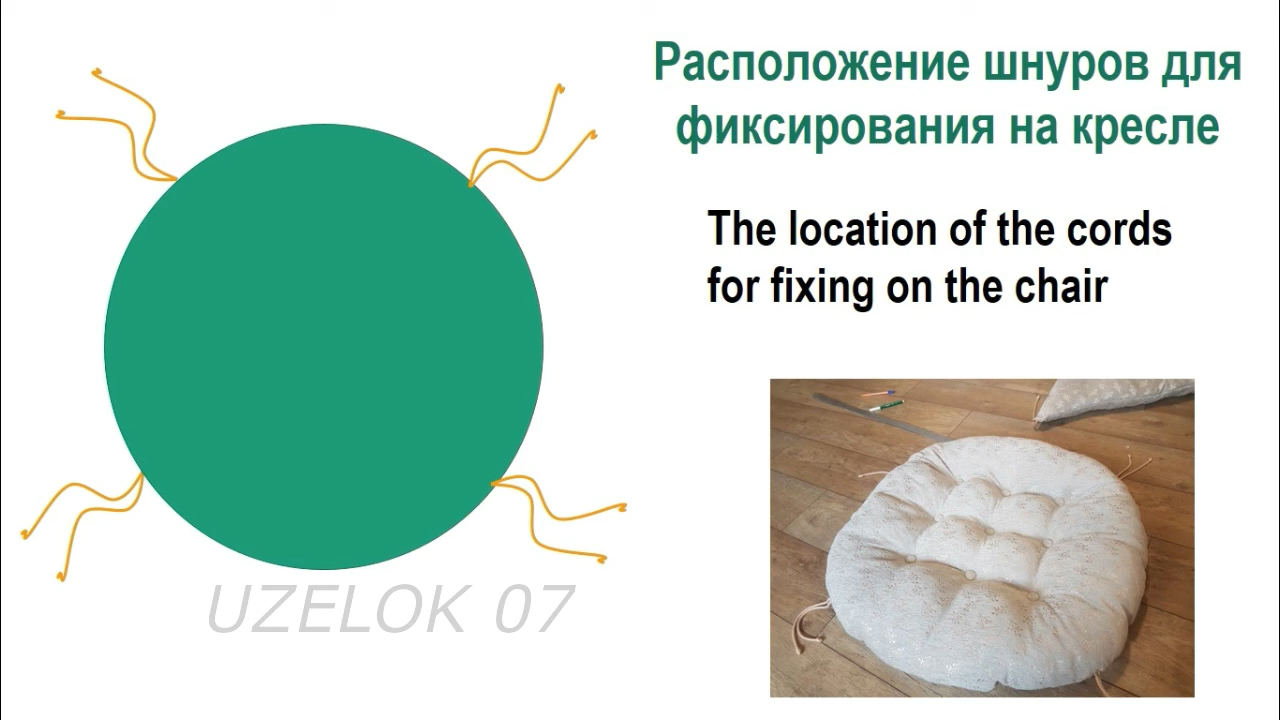 Расположение шнуров для
фиксирования на кресле
The location of the cords
for fixing on the chair
UZELOK 07